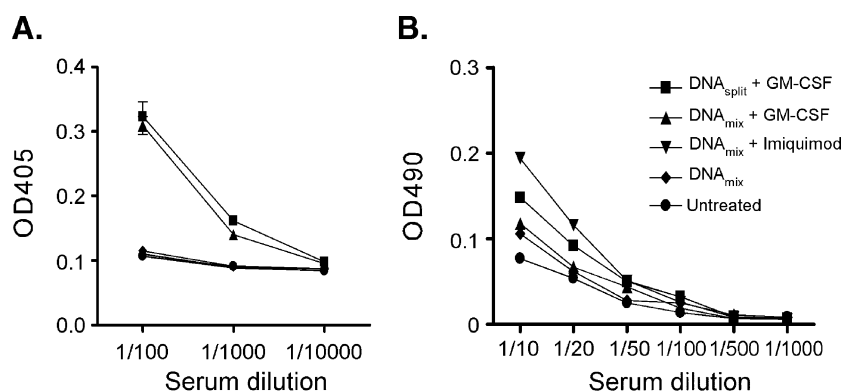 A.
0.4
0.3
0.2
0.1
0.0
OD405
1/100 1/1000 1/10000
Serum dilution
B.
0.3
0.2
0.1
0
OD490
1/10 1/20 1/50 1/100 1/500 1/1000
Serum dilution
DNAsplit + GM-CSF
DNAmix + GM-CSF
DNAmix + Imiquimod
DNAmix
Untreated